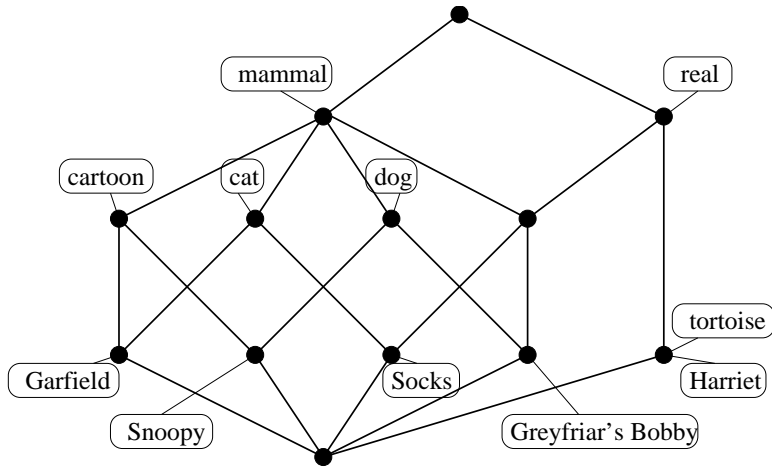 mammal
real
cartoon
cat
dog
tortoise
Garfield
Socks
Harriet
Snoopy
Greyfriar's Bobby